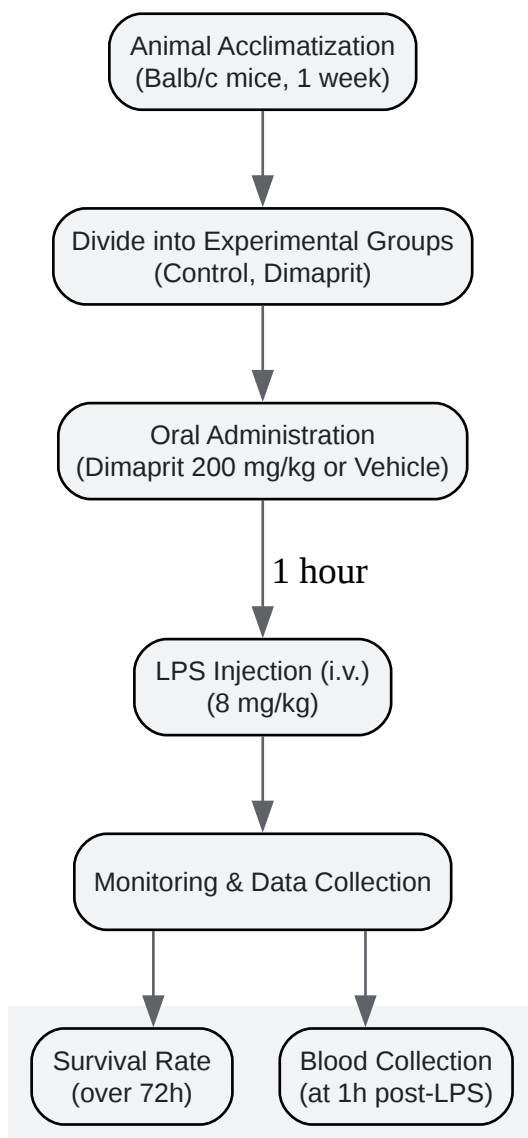 Animal Acclimatization
(Balb/c mice, 1 week)
Divide into Experimental Groups
(Control, Dimaprit)
Oral Administration
(Dimaprit 200 mg/kg or Vehicle)
1 hour
LPS Injection (i.v.)
(8 mg/kg)
Monitoring & Data Collection
Survival Rate
(over 72h)
Blood Collection
(at 1h post-LPS)